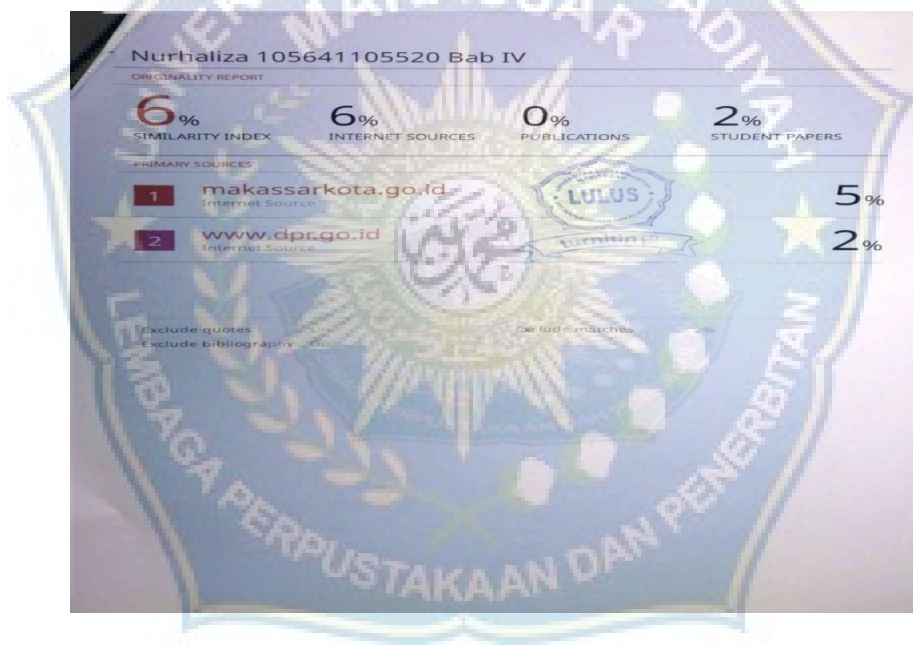 MAKASSAR
Nurhaliza 105641105520 Bab IV
ORIGINALITY REPORT
6%
SIMILARITY INDEX
6%
INTERNET SOURCES
0%
PUBLICATIONS
2%
STUDENT PAPERS
PRIMARY SOURCES
1 makassarkota.go.id 5%
Internet Source
LULUS
2 www.dpr.go.id 2%
Internet Source
turnitin
Exclude quotes
Exclude matches
Exclude bibliography
LEMBAGA PERPUSTAKAAN DAN PENERBITAN